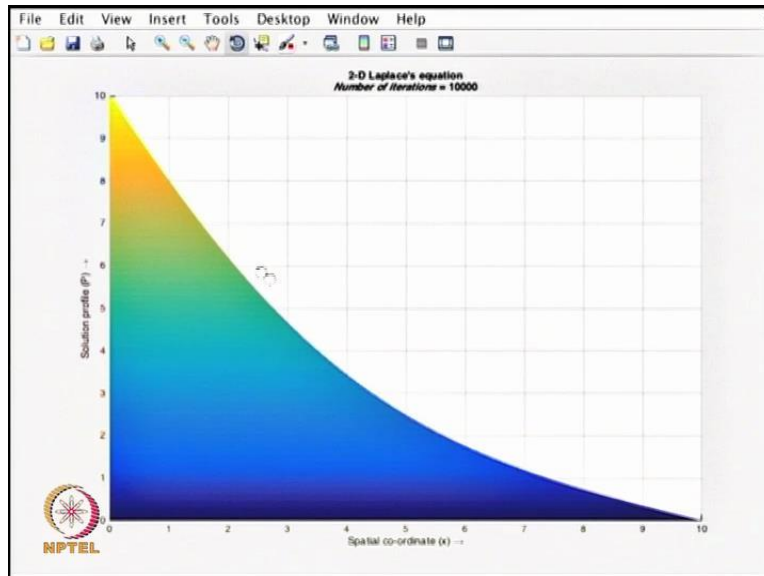 File Edit View Insert Tools Desktop Window Help
2-D Laplace's equation
Number of iterations = 10000
10
9
8
7
6
5
4
3
2
1
0
Solution profile (P) →
0 1 2 3 4 5 6 7 8 9 10
Spatial co-ordinate (x) →
NPTEL